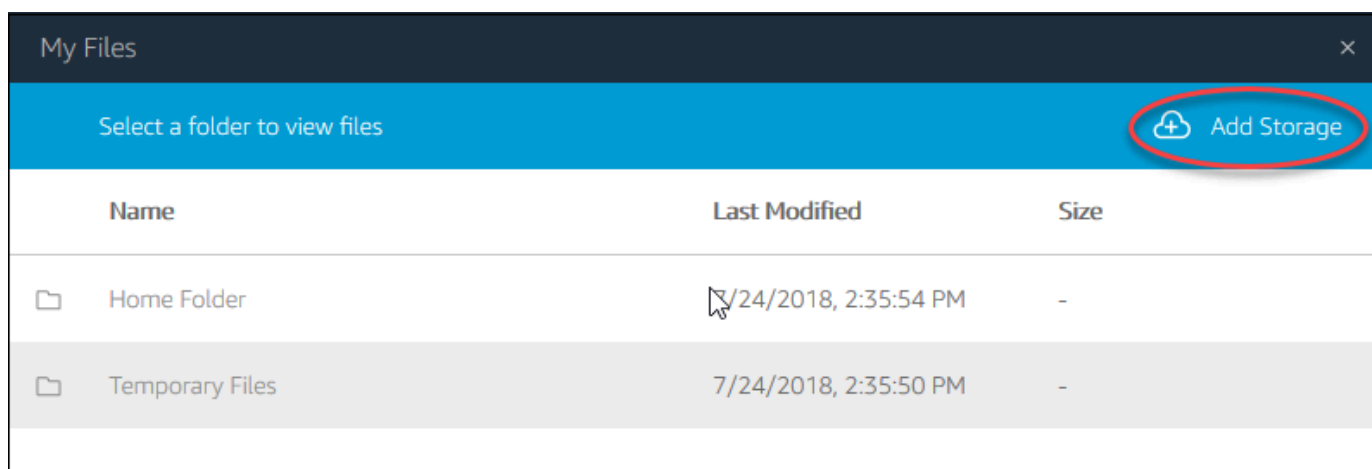 My Files
Select a folder to view files Add Storage
Name Last Modified Size
Home Folder 7/24/2018, 2:35:54 PM -
Temporary Files 7/24/2018, 2:35:50 PM -